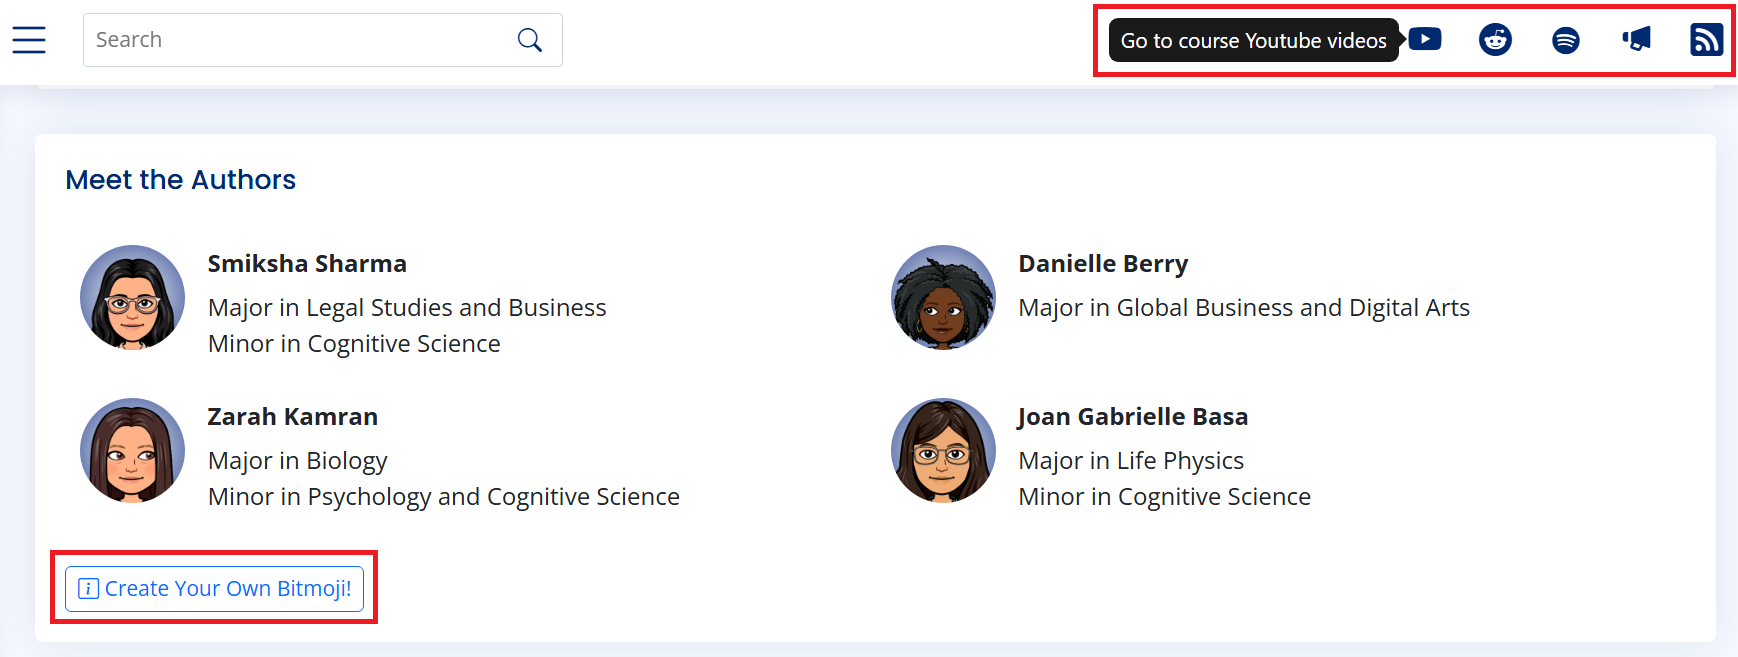 Search
Go to course Youtube videos
Meet the Authors
Smiksha Sharma
Major in Legal Studies and Business
Minor in Cognitive Science
Danielle Berry
Major in Global Business and Digital Arts
Zarah Kamran
Major in Biology
Minor in Psychology and Cognitive Science
Joan Gabrielle Basa
Major in Life Physics
Minor in Cognitive Science
Create Your Own Bitmoji!